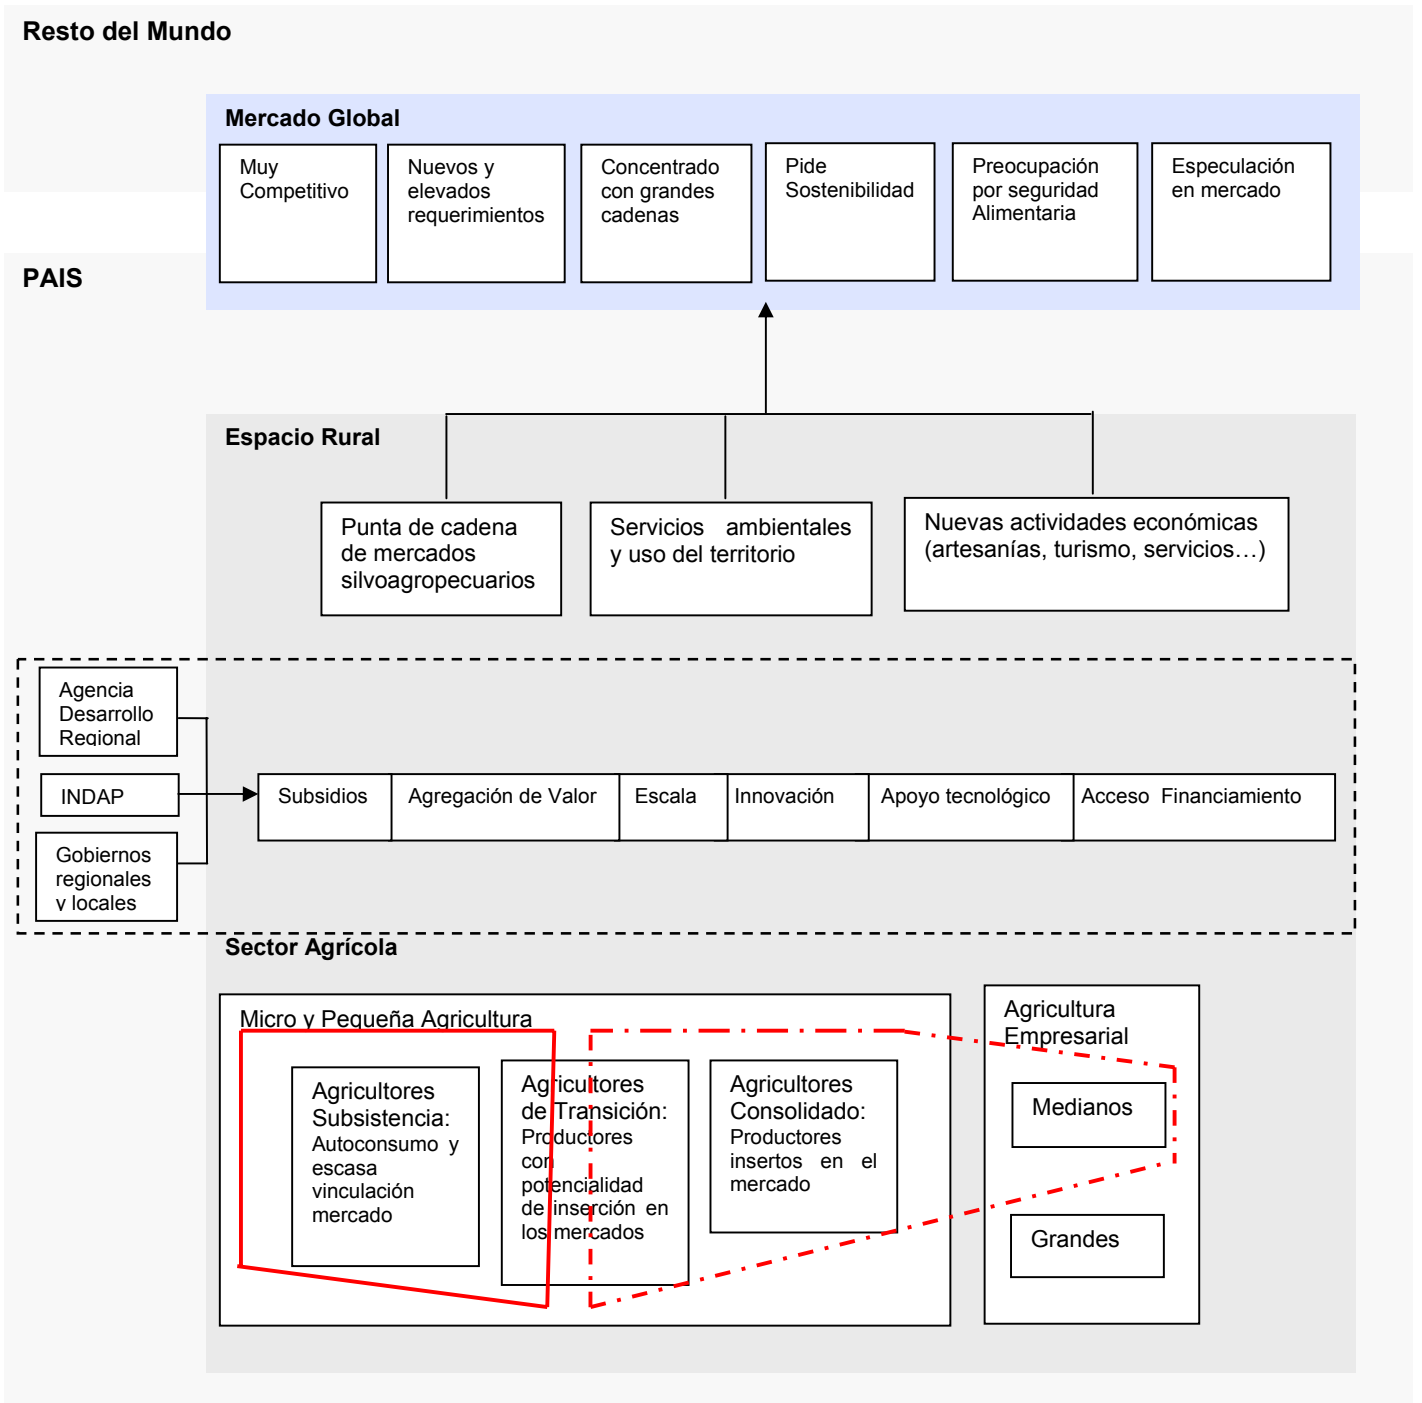 Resto del Mundo
Mercado Global
Muy
Competitivo
Nuevos y
elevados
requerimientos
Concentrado
con grandes
cadenas
Pide
Sostenibilidad
Preocupación
por seguridad
Alimentaria
Especulación
en mercado
PAIS
Espacio Rural
Punta de cadena
de mercados
silvoagropecuarios
Servicios ambientales
y uso del territorio
Nuevas actividades económicas
(artesanías, turismo, servicios…)
Agencia
Desarrollo
Regional
INDAP
Gobiernos
regionales
y locales
Subsidios
Agregación de Valor
Escala
Innovación
Apoyo tecnológico
Acceso Financiamiento
Sector Agrícola
Micro y Pequeña Agricultura
Agricultores
Subsistencia:
Autoconsumo y
escasa
vinculación
mercado
Agricultores
de Transición:
Productores
con
potencialidad
de inserción en
los mercados
Agricultores
Consolidado:
Productores
insertos en el
mercado
Agricultura
Empresarial
Medianos
Grandes